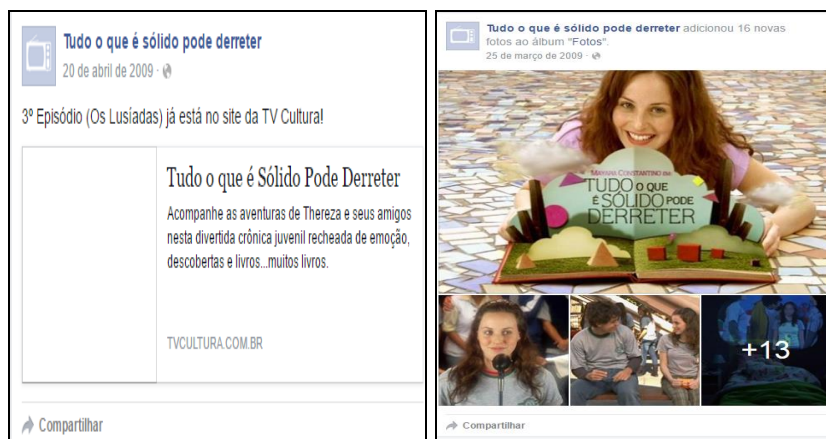 Tudo o que é sólido pode derreter
20 de abril de 2009 ·
3º Episódio (Os Lusíadas) já está no site da TV Cultura!
Tudo o que é Sólido Pode Derreter
Acompanhe as aventuras de Thereza e seus amigos
nesta divertida crônica juvenil recheada de emoção,
descobertas e livros...muitos livros.
TVCULTURA.COM.BR
Compartilhar
Tudo o que é sólido pode derreter adicionou 16 novas
fotos ao álbum "Fotos".
25 de março de 2009 ·
MAYARA CONSTANTINO EM
TUDO O QUE
É SÓLIDO PODE
DERRETER
+13
Compartilhar